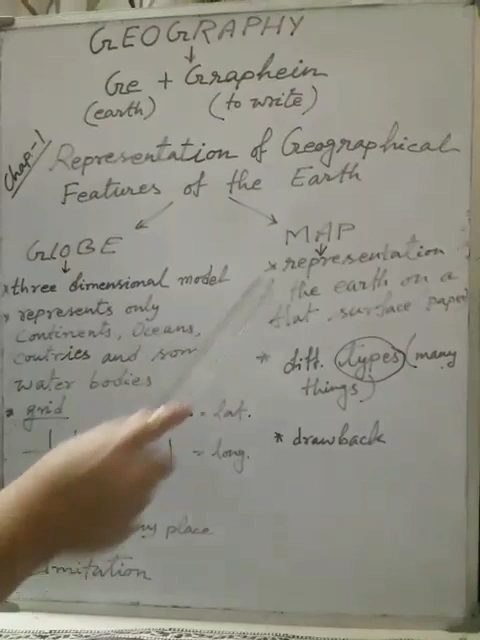 GEOGRAPHY
Ge + Graphein
(earth) (to write)
Chap-1
Representation of Geographical
Features of the Earth
GLOBE
* three dimensional model
* represents only
Continents, Oceans,
coutries and som
water bodies
* grid = lat.
= long.
place
mitation
MAP
* representation
the earth on a
flat surface paper
* diff. types (many
things)
* drawback